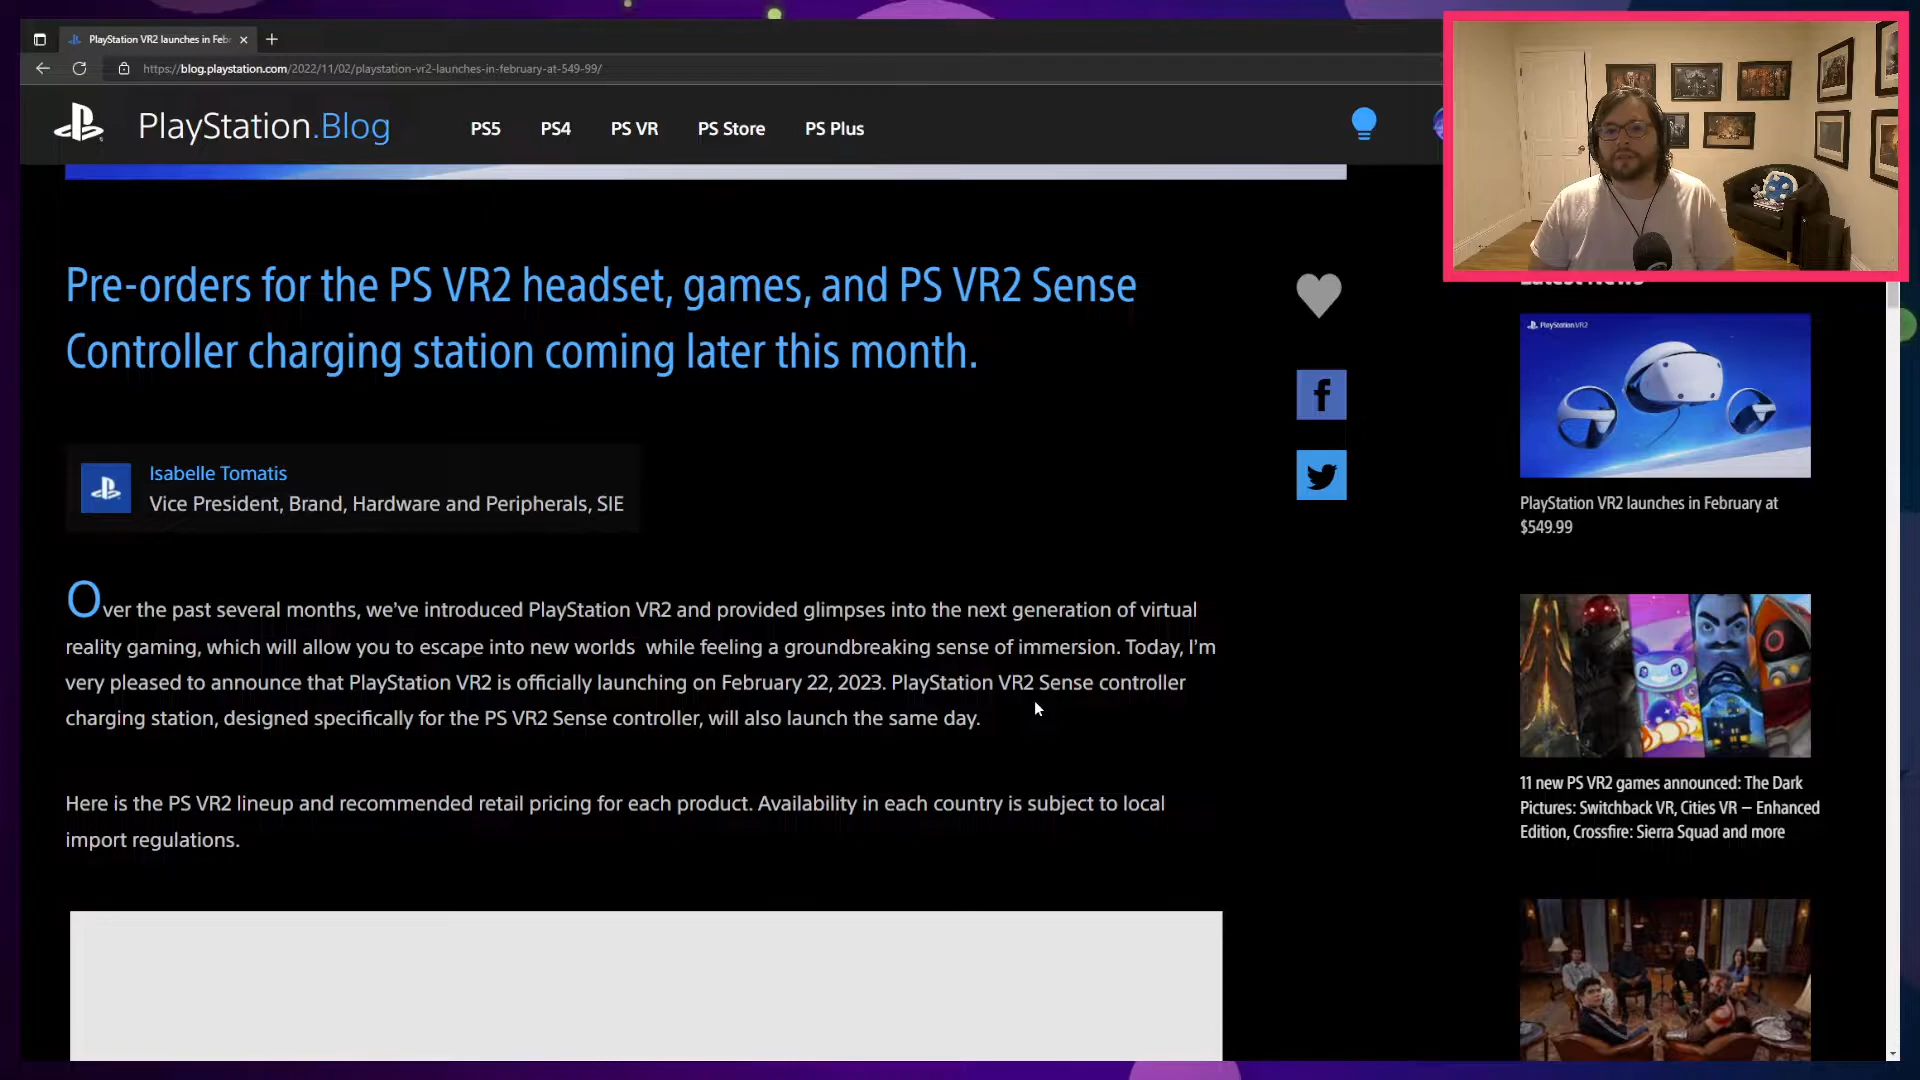 PlayStation VR2 launches in Feb
https://blog.playstation.com/2022/11/02/playstation-vr2-launches-in-february-at-549-99/
PlayStation.Blog
PS5
PS4
PS VR
PS Store
PS Plus
Pre-orders for the PS VR2 headset, games, and PS VR2 Sense
Controller charging station coming later this month.
Isabelle Tomatis
Vice President, Brand, Hardware and Peripherals, SIE
Over the past several months, we've introduced PlayStation VR2 and provided glimpses into the next generation of virtual
reality gaming, which will allow you to escape into new worlds while feeling a groundbreaking sense of immersion. Today, I'm
very pleased to announce that PlayStation VR2 is officially launching on February 22, 2023. PlayStation VR2 Sense controller
charging station, designed specifically for the PS VR2 Sense controller, will also launch the same day.
Here is the PS VR2 lineup and recommended retail pricing for each product. Availability in each country is subject to local
import regulations.
Latest News
PlayStation VR2
PlayStation VR2 launches in February at
$549.99
11 new PS VR2 games announced: The Dark
Pictures: Switchback VR, Cities VR – Enhanced
Edition, Crossfire: Sierra Squad and more